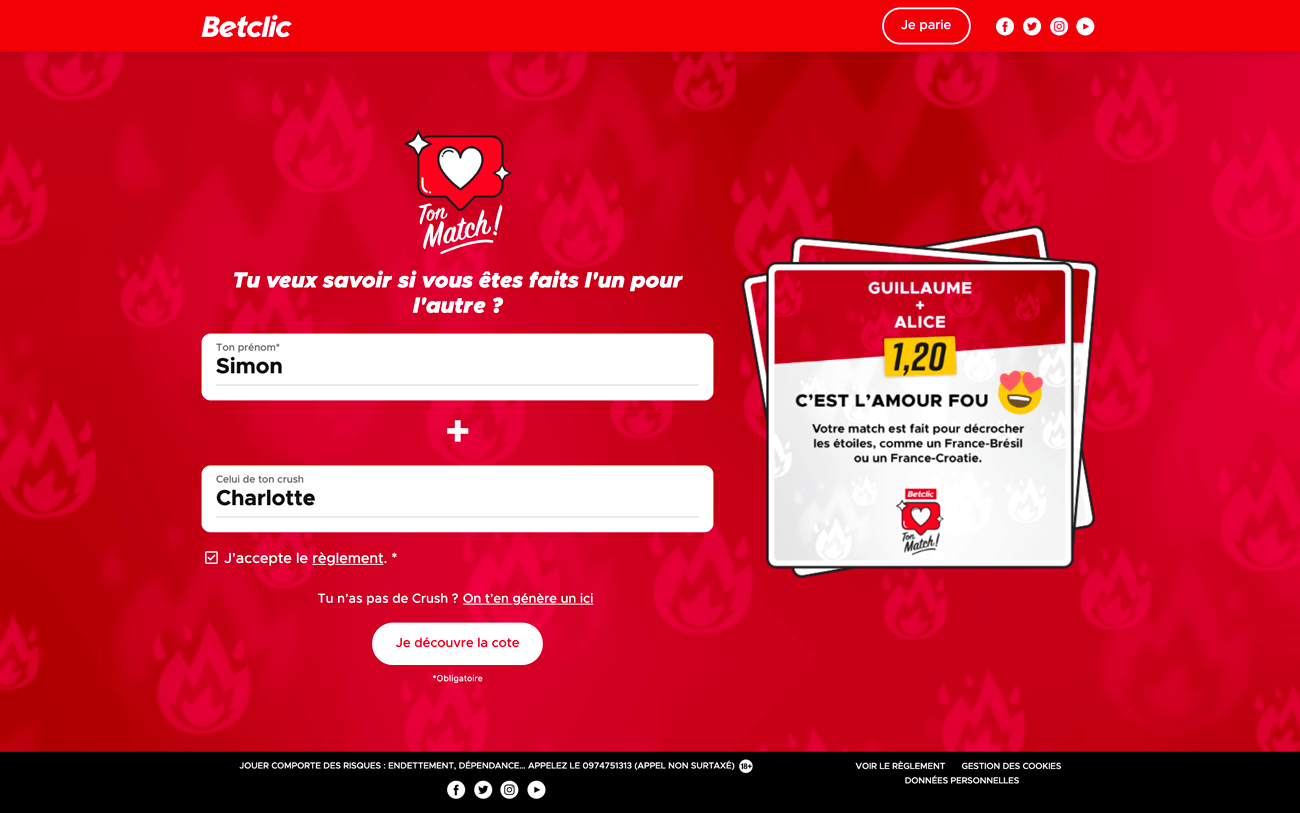 Betclic
Je parie
Ton
Match!
Tu veux savoir si vous êtes faits l'un pour
l'autre ?
Ton prénom*
Simon
+
Celui de ton crush
Charlotte
J'accepte le règlement. *
Tu n'as pas de Crush ? On t'en génère un ici
Je découvre la cote
*Obligatoire
GUILLAUME
+
ALICE
1,20
C'EST L'AMOUR FOU
Votre match est fait pour décrocher
les étoiles, comme un France-Brésil
ou un France-Croatie.
Betclic
Ton
Match!
JOUER COMPORTE DES RISQUES : ENDETTEMENT, DÉPENDANCE... APPELEZ LE 0974751313 (APPEL NON SURTAXÉ) 18+
VOIR LE RÈGLEMENT GESTION DES COOKIES
DONNÉES PERSONNELLES